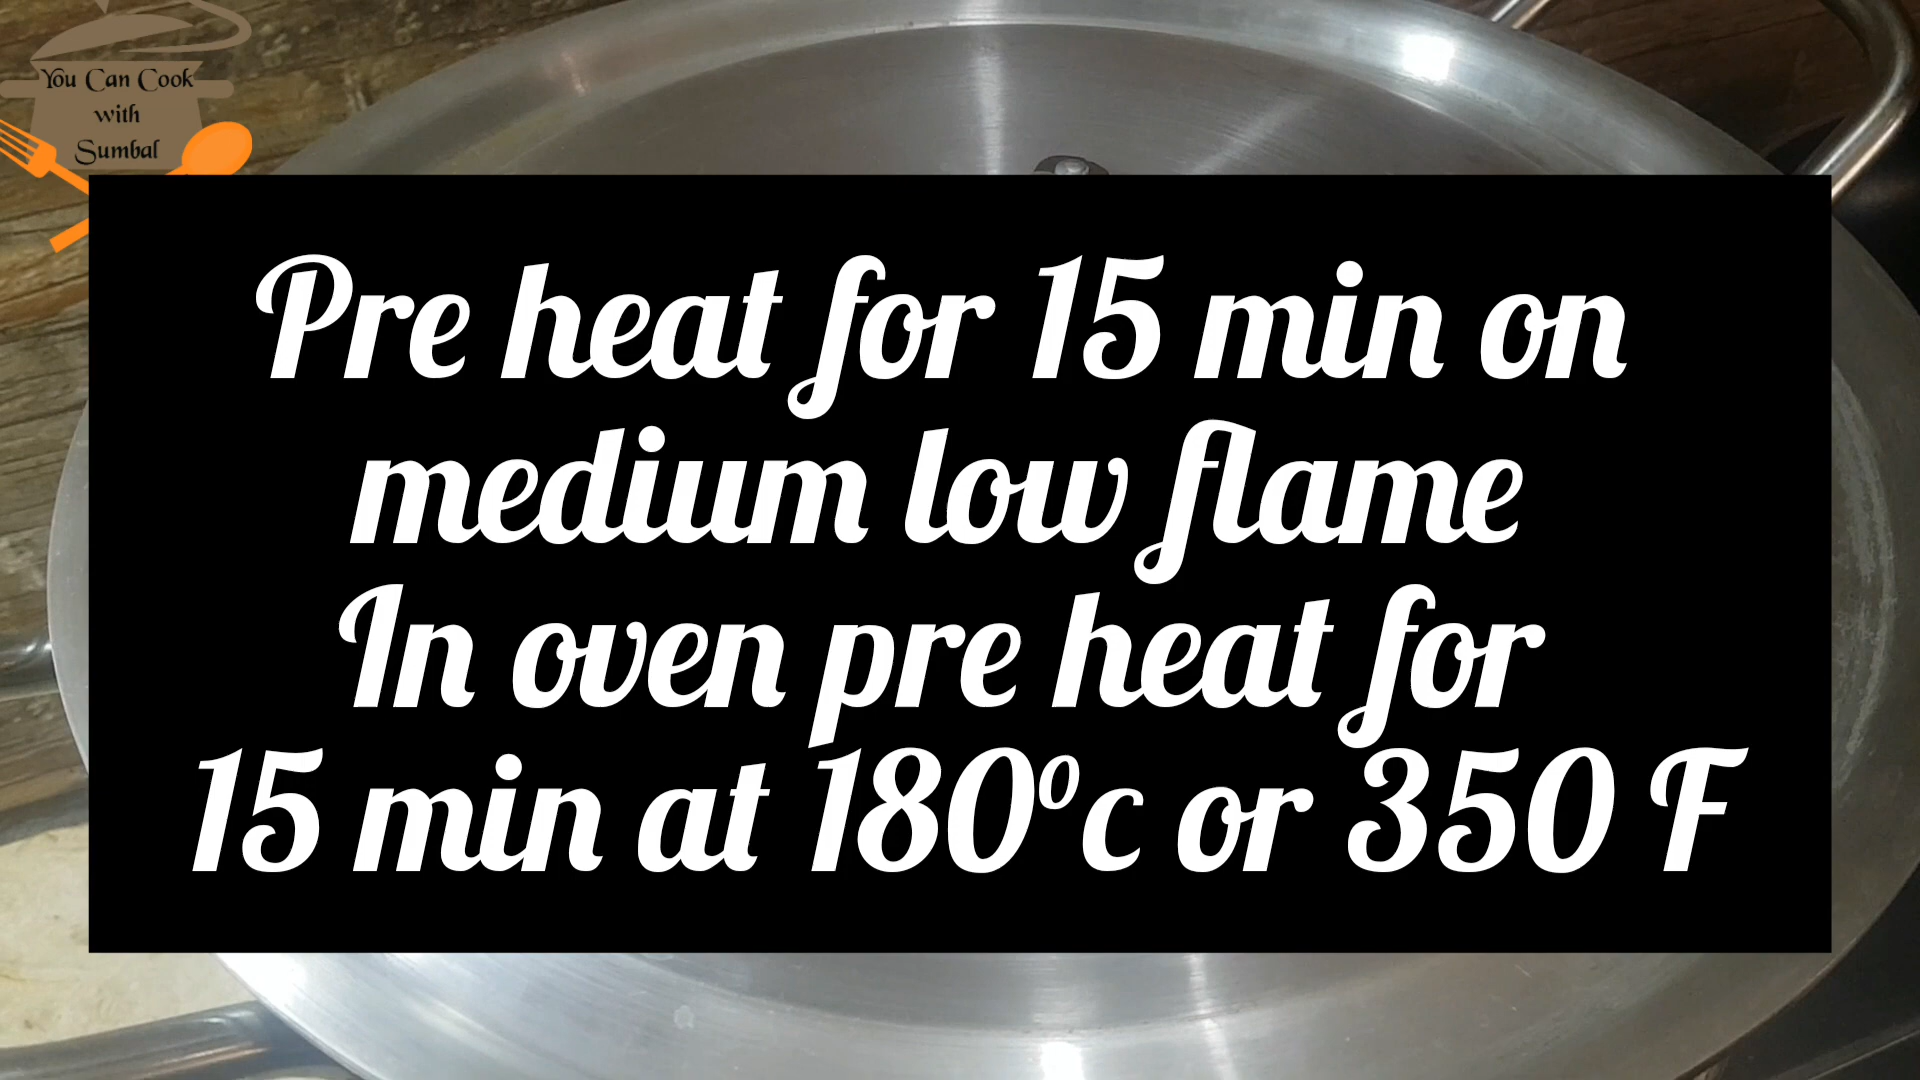 You Can Cook
with
Sumbal
Pre heat for 15 min on
medium low flame
In oven pre heat for
15 min at 180⁰c or 350 F